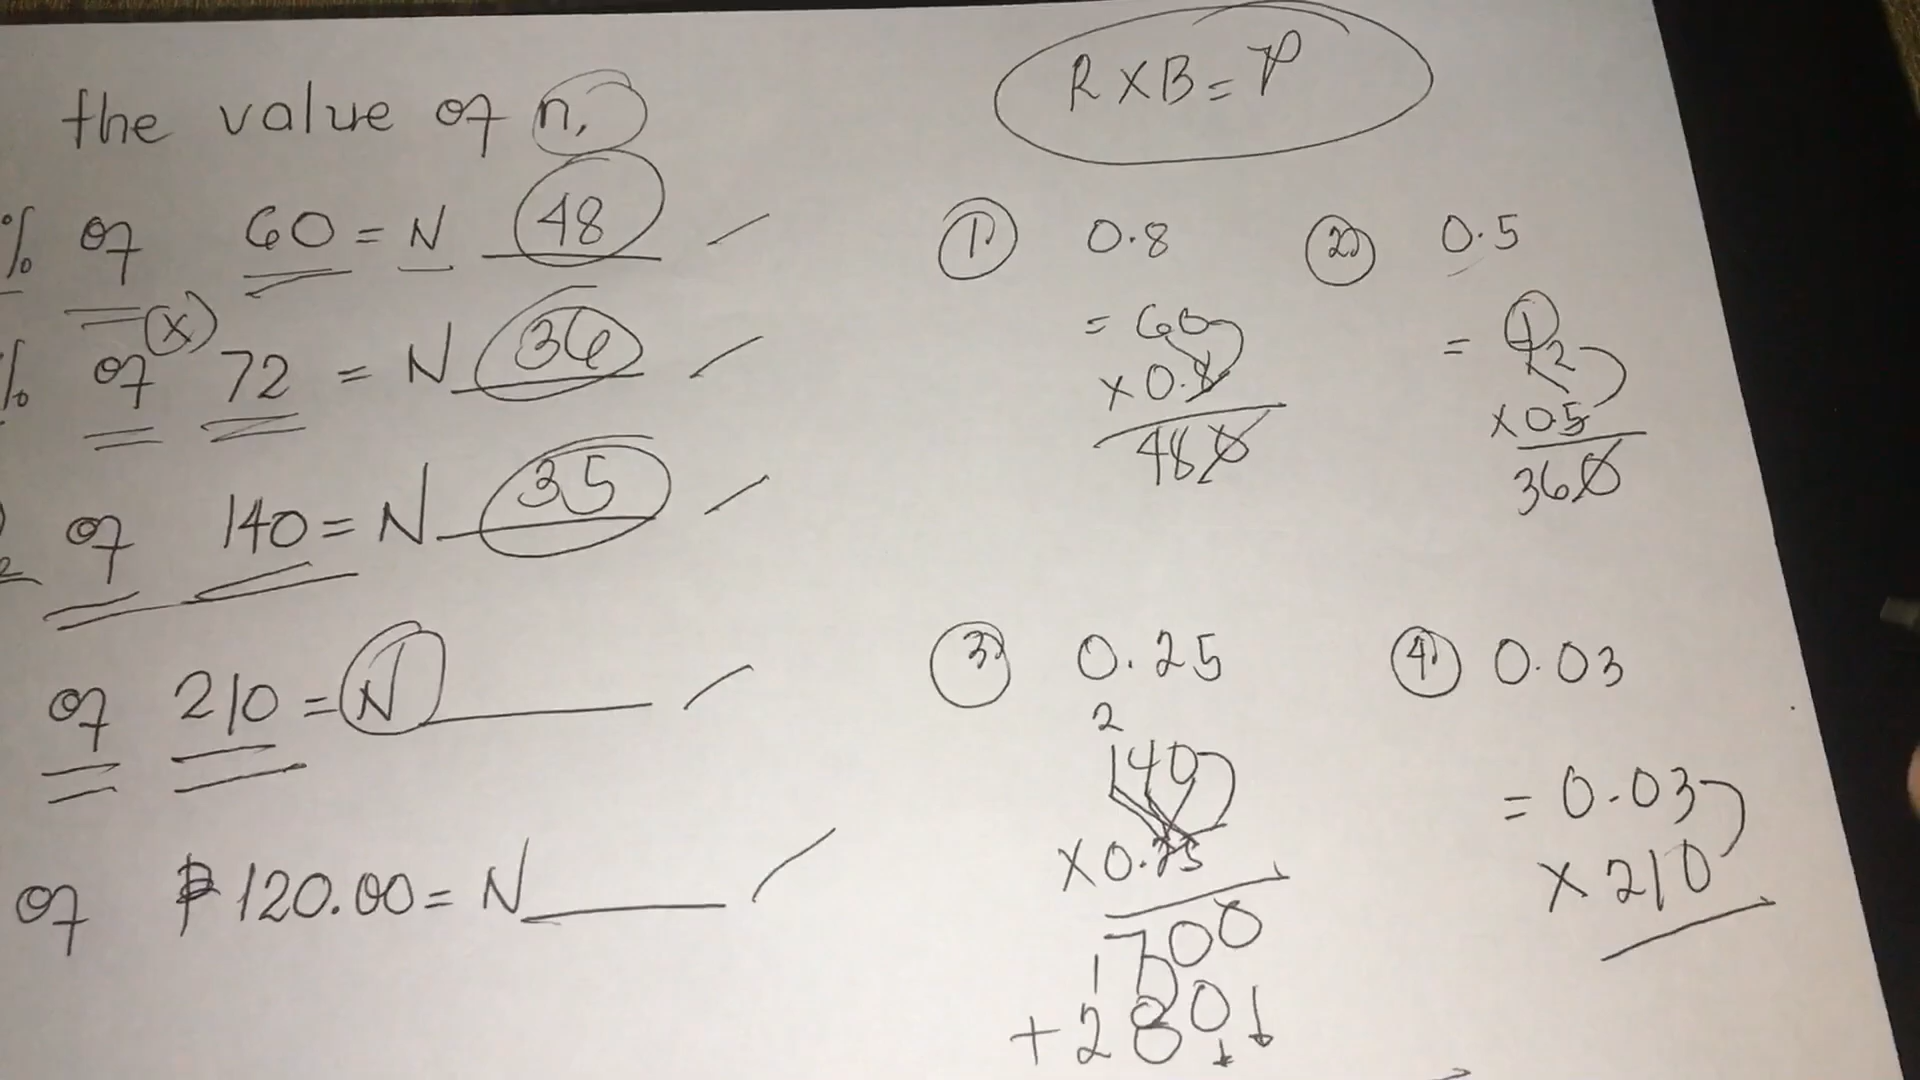 the value of n.
R X B = P
% of 60 = N 48
(x)
% of 72 = N 36
of 140 = N 35
of 210 = N
of ₱120.00 = N
1) 0.8
= 60
x 0.8
480
2) 0.5
= 72
x 0.5
360
3) 0.25
2
140
x 0.25
1
700
+ 280
4) 0.03
= 0.03
x 210